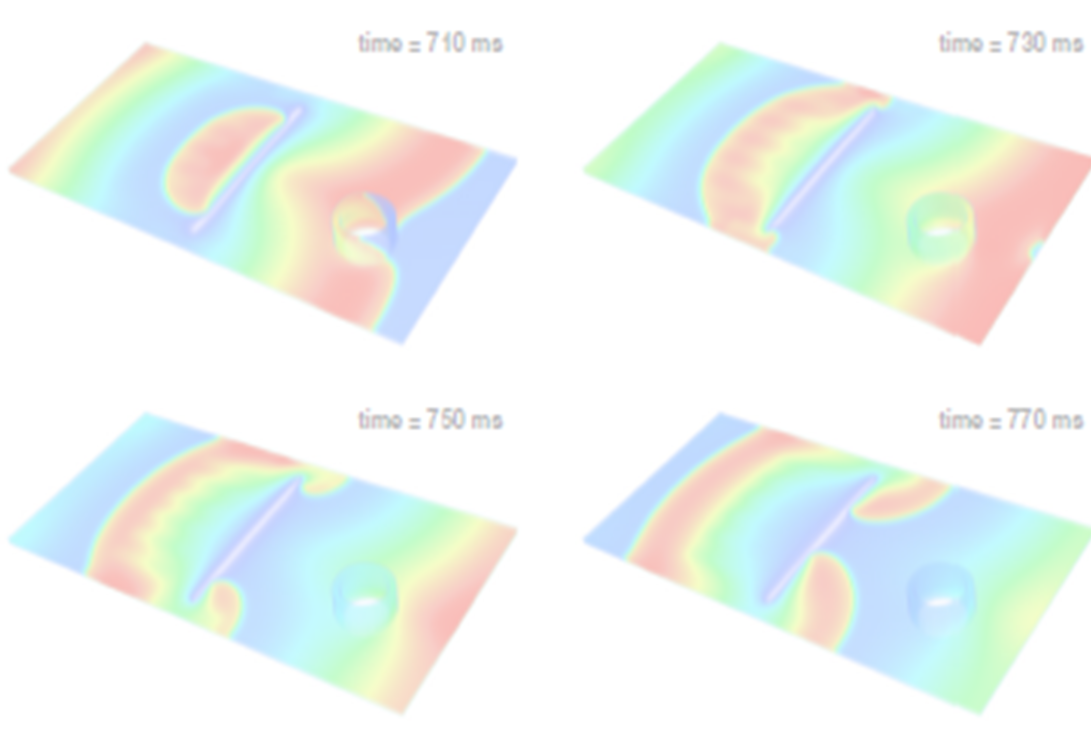 time = 710 ms
time = 730 ms
time = 750 ms
time = 770 ms